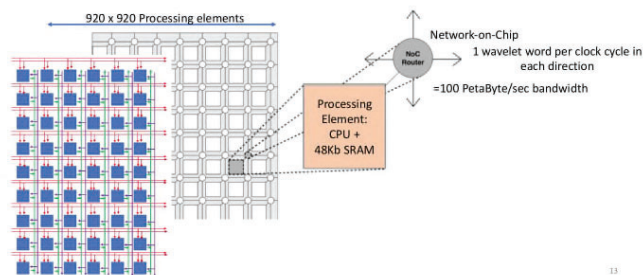 920 x 920 Processing elements
NoC
Router
Network-on-Chip
1 wavelet word per clock cycle in
each direction
=100 PetaByte/sec bandwidth
Processing
Element:
CPU +
48Kb SRAM
13